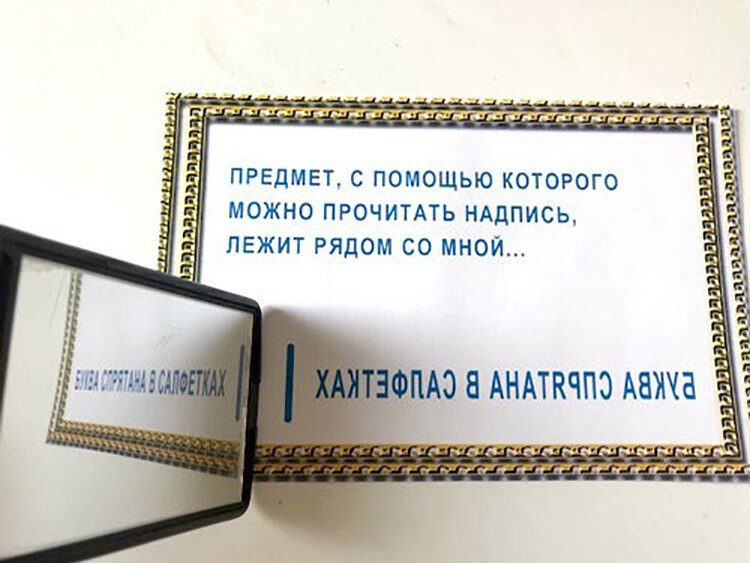 ПРЕДМЕТ, С ПОМОЩЬЮ КОТОРОГО
МОЖНО ПРОЧИТАТЬ НАДПИСЬ,
ЛЕЖИТ РЯДОМ СО МНОЙ...
БУКВА СПРЯТАНА В САЛФЕТКАХ
БУКВА СПРЯТАНА В САЛФЕТКАХ